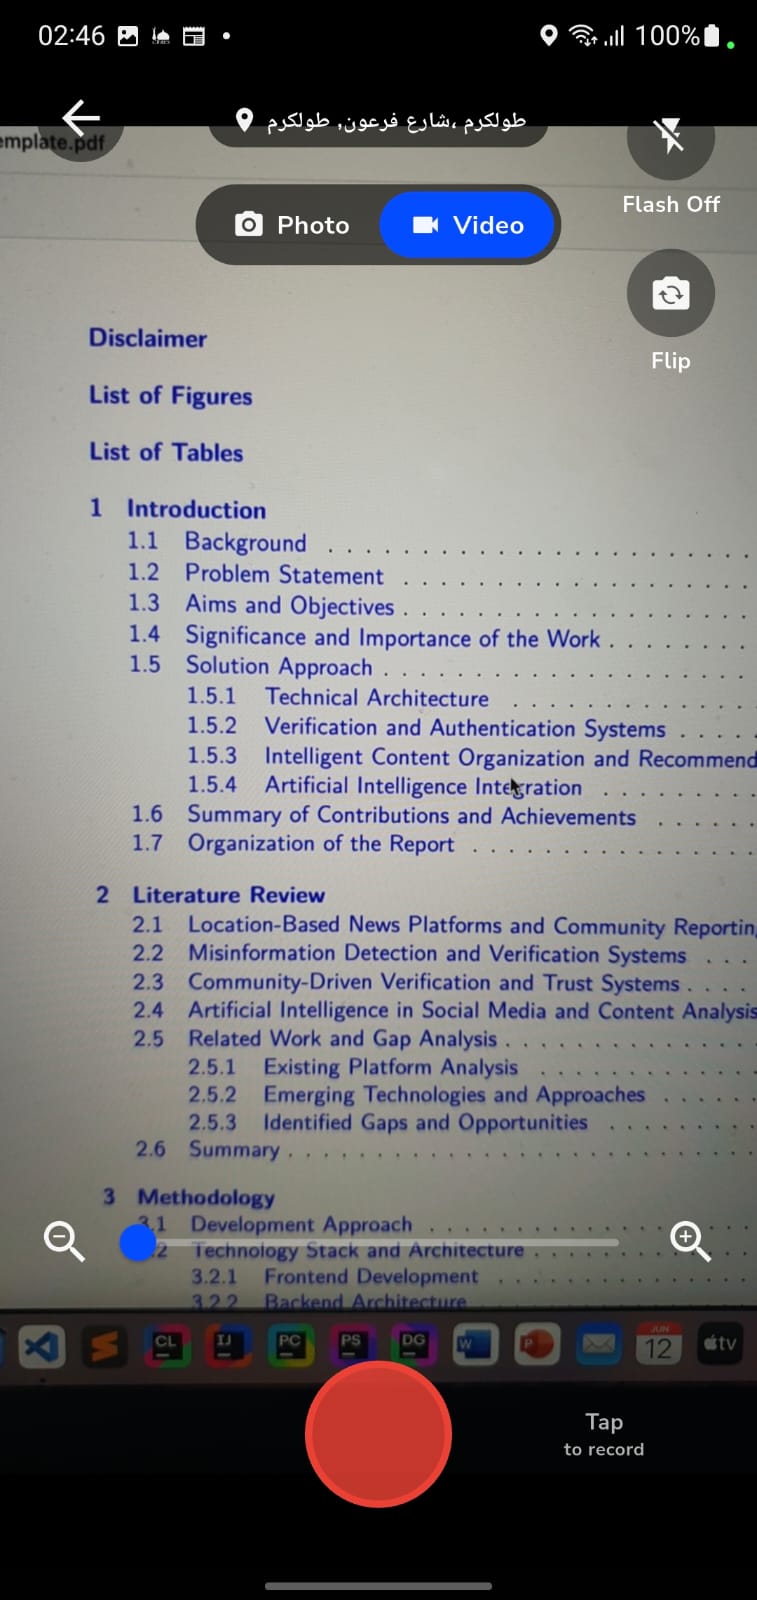 02:46
100%
طولكرم ,شارع فرعون، طولكرم
emplate.pdf
Flash Off
Photo
Video
Flip
Disclaimer
List of Figures
List of Tables
1 Introduction
1.1 Background
1.2 Problem Statement
1.3 Aims and Objectives
1.4 Significance and Importance of the Work
1.5 Solution Approach
1.5.1 Technical Architecture
1.5.2 Verification and Authentication Systems
1.5.3 Intelligent Content Organization and Recommend
1.5.4 Artificial Intelligence Integration
1.6 Summary of Contributions and Achievements
1.7 Organization of the Report
2 Literature Review
2.1 Location-Based News Platforms and Community Reportin
2.2 Misinformation Detection and Verification Systems
2.3 Community-Driven Verification and Trust Systems
2.4 Artificial Intelligence in Social Media and Content Analysis
2.5 Related Work and Gap Analysis
2.5.1 Existing Platform Analysis
2.5.2 Emerging Technologies and Approaches
2.5.3 Identified Gaps and Opportunities
2.6 Summary
3 Methodology
3.1 Development Approach
2 Technology Stack and Architecture
3.2.1 Frontend Development
3.2.2 Backend Architecture
CL IJ PC PS DG W P JUN 12 tv
Tap
to record